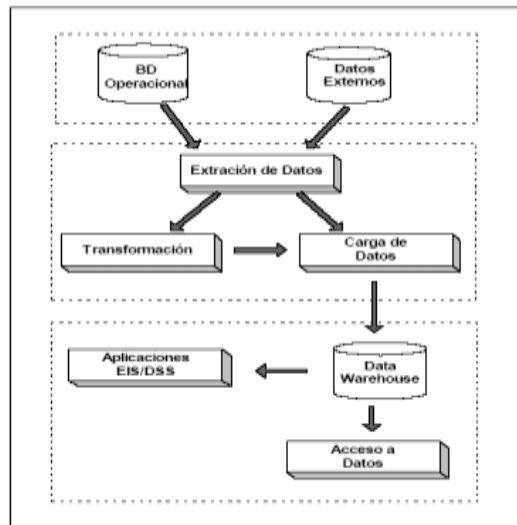 BD
Operacional
Datos
Externos
Extración de Datos
Transformación
Carga de
Datos
Aplicaciones
EIS/DSS
Data
Warehouse
Acceso a
Datos